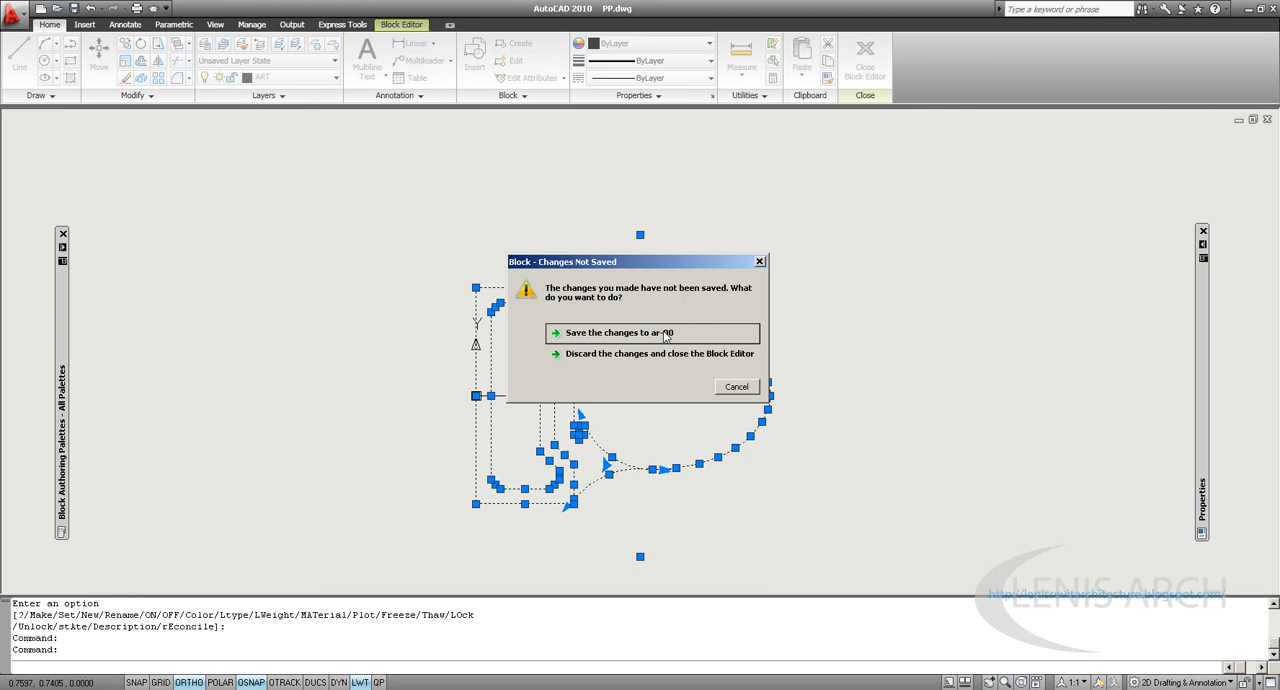 AutoCAD 2010 PP.dwg
Type a keyword or phrase
Home Insert Annotate Parametric View Manage Output Express Tools Block Editor
Line
Move
Unsaved Layer State
ART
Multiline
Text
Linear
Multileader
Table
Insert
Create
Edit
Edit Attributes
ByLayer
ByLayer
ByLayer
Measure
Paste
Close
Block Editor
Draw Modify Layers Annotation Block Properties Utilities Clipboard Close
Block Authoring Palettes - All Palettes
Properties
Block - Changes Not Saved
The changes you made have not been saved. What
do you want to do?
Save the changes to
Discard the changes and close the Block Editor
Cancel
Y
LENIS ARCH
http://lenisrevitarchitecture.blogspot.com/
Enter an option
[?/Make/Set/New/Rename/ON/OFF/Color/Ltype/LWeight/MATerial/Plot/Freeze/Thaw/LOck
/Unlock/stAte/Description/rEconcile]:
Command:
Command:
0.7597, 0.7405, 0.0000 SNAP GRID ORTHO POLAR OSNAP OTRACK DUCS DYN LWT QP 1:1 2D Drafting & Annotation